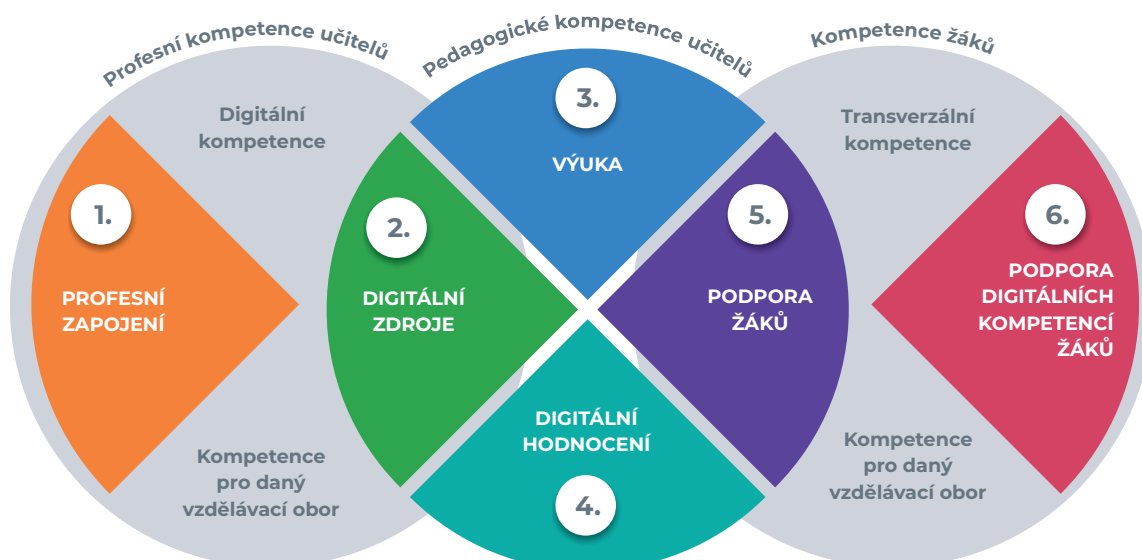 Profesní kompetence učitelů
Pedagogické kompetence učitelů
Kompetence žáků
Digitální
kompetence
Transverzální
kompetence
1.
PROFESNÍ
ZAPOJENÍ
2.
DIGITÁLNÍ
ZDROJE
3.
VÝUKA
DIGITÁLNÍ
HODNOCENÍ
4.
5.
PODPORA
ŽÁKŮ
6.
PODPORA
DIGITÁLNÍCH
KOMPETENCÍ
ŽÁKŮ
Kompetence
pro daný
vzdělávací obor
Kompetence
pro daný
vzdělávací obor